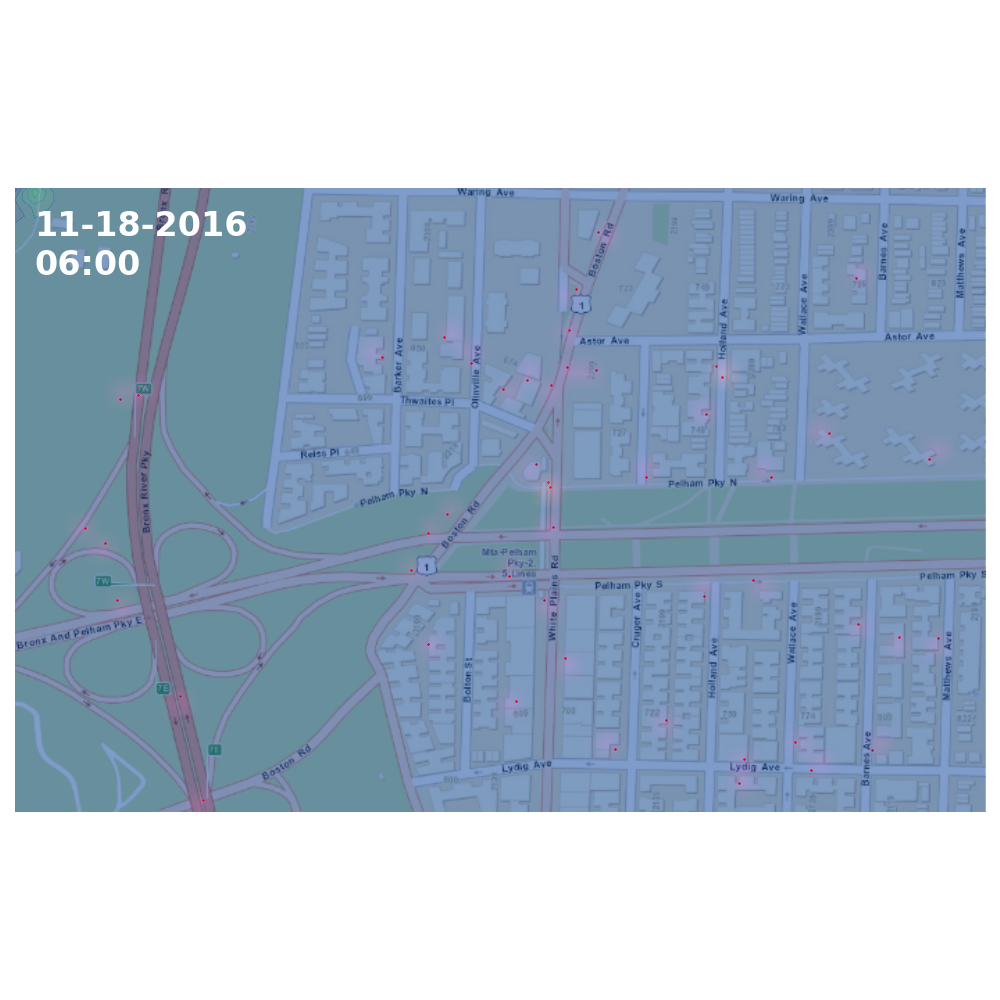 11-18-2016
06:00
Waring Ave
Waring Ave
Boston Rd
Barnes Ave
Matthews Ave
Wallace Ave
Holland Ave
1
Astor Ave
Astor Ave
Barker Ave
Olinville Ave
7W
Thwaites Pl
Reiss Pl
Bronx River Pky
Pelham Pky N
Pelham Pky N
Boston Rd
Mta-Pelham
Pky-2,
5 Lines
1
White Plains Rd
7W
Pelham Pky S
Pelham Pky S
Bronx And Pelham Pky E
Cruger Ave
Wallace Ave
Holland Ave
Matthews Ave
Bolton St
7E
7E
Boston Rd
Lydig Ave
Lydig Ave
Barnes Ave